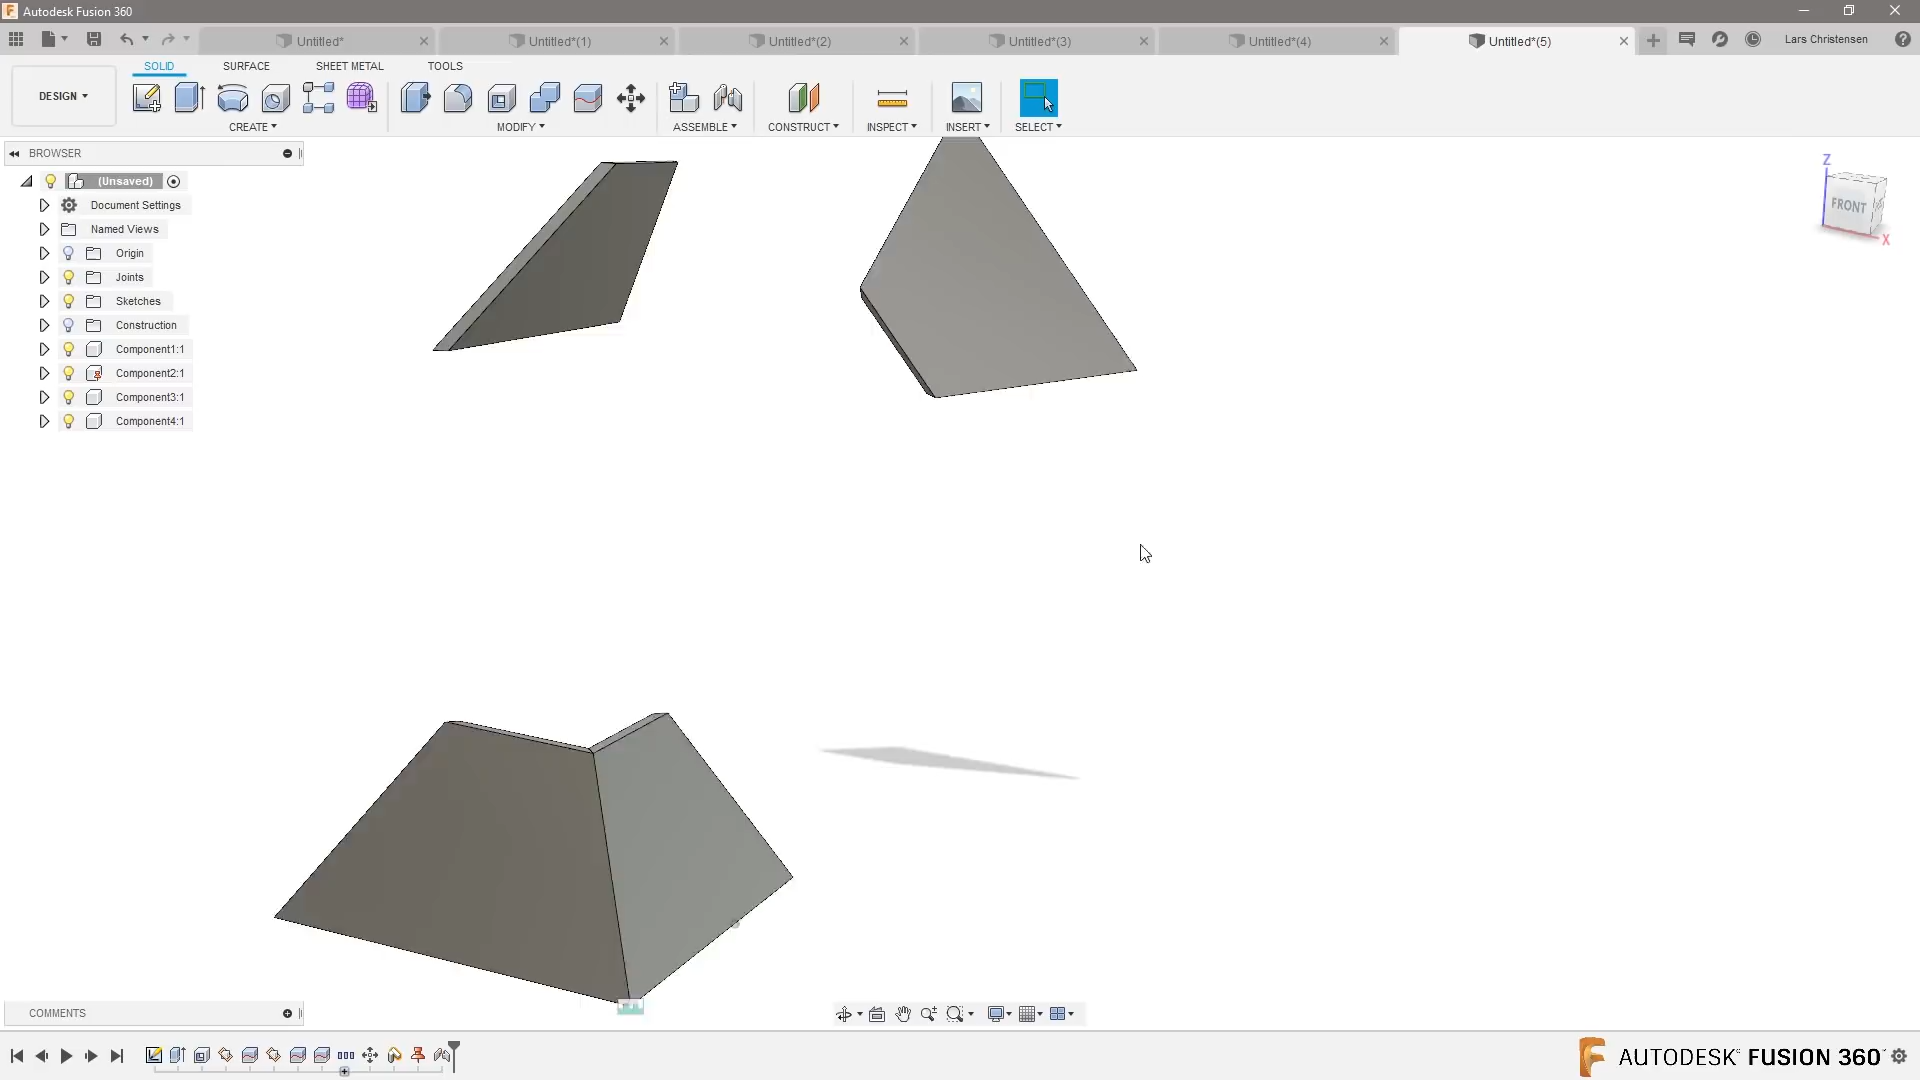 Autodesk Fusion 360
Untitled*
Untitled*(1)
Untitled*(2)
Untitled*(3)
Untitled*(4)
Untitled*(5)
Lars Christensen
SOLID
SURFACE
SHEET METAL
TOOLS
DESIGN
CREATE
MODIFY
ASSEMBLE
CONSTRUCT
INSPECT
INSERT
SELECT
BROWSER
(Unsaved)
Document Settings
Named Views
Origin
Joints
Sketches
Construction
Component1:1
Component2:1
Component3:1
Component4:1
Z
FRONT
X
COMMENTS
AUTODESK® FUSION 360™